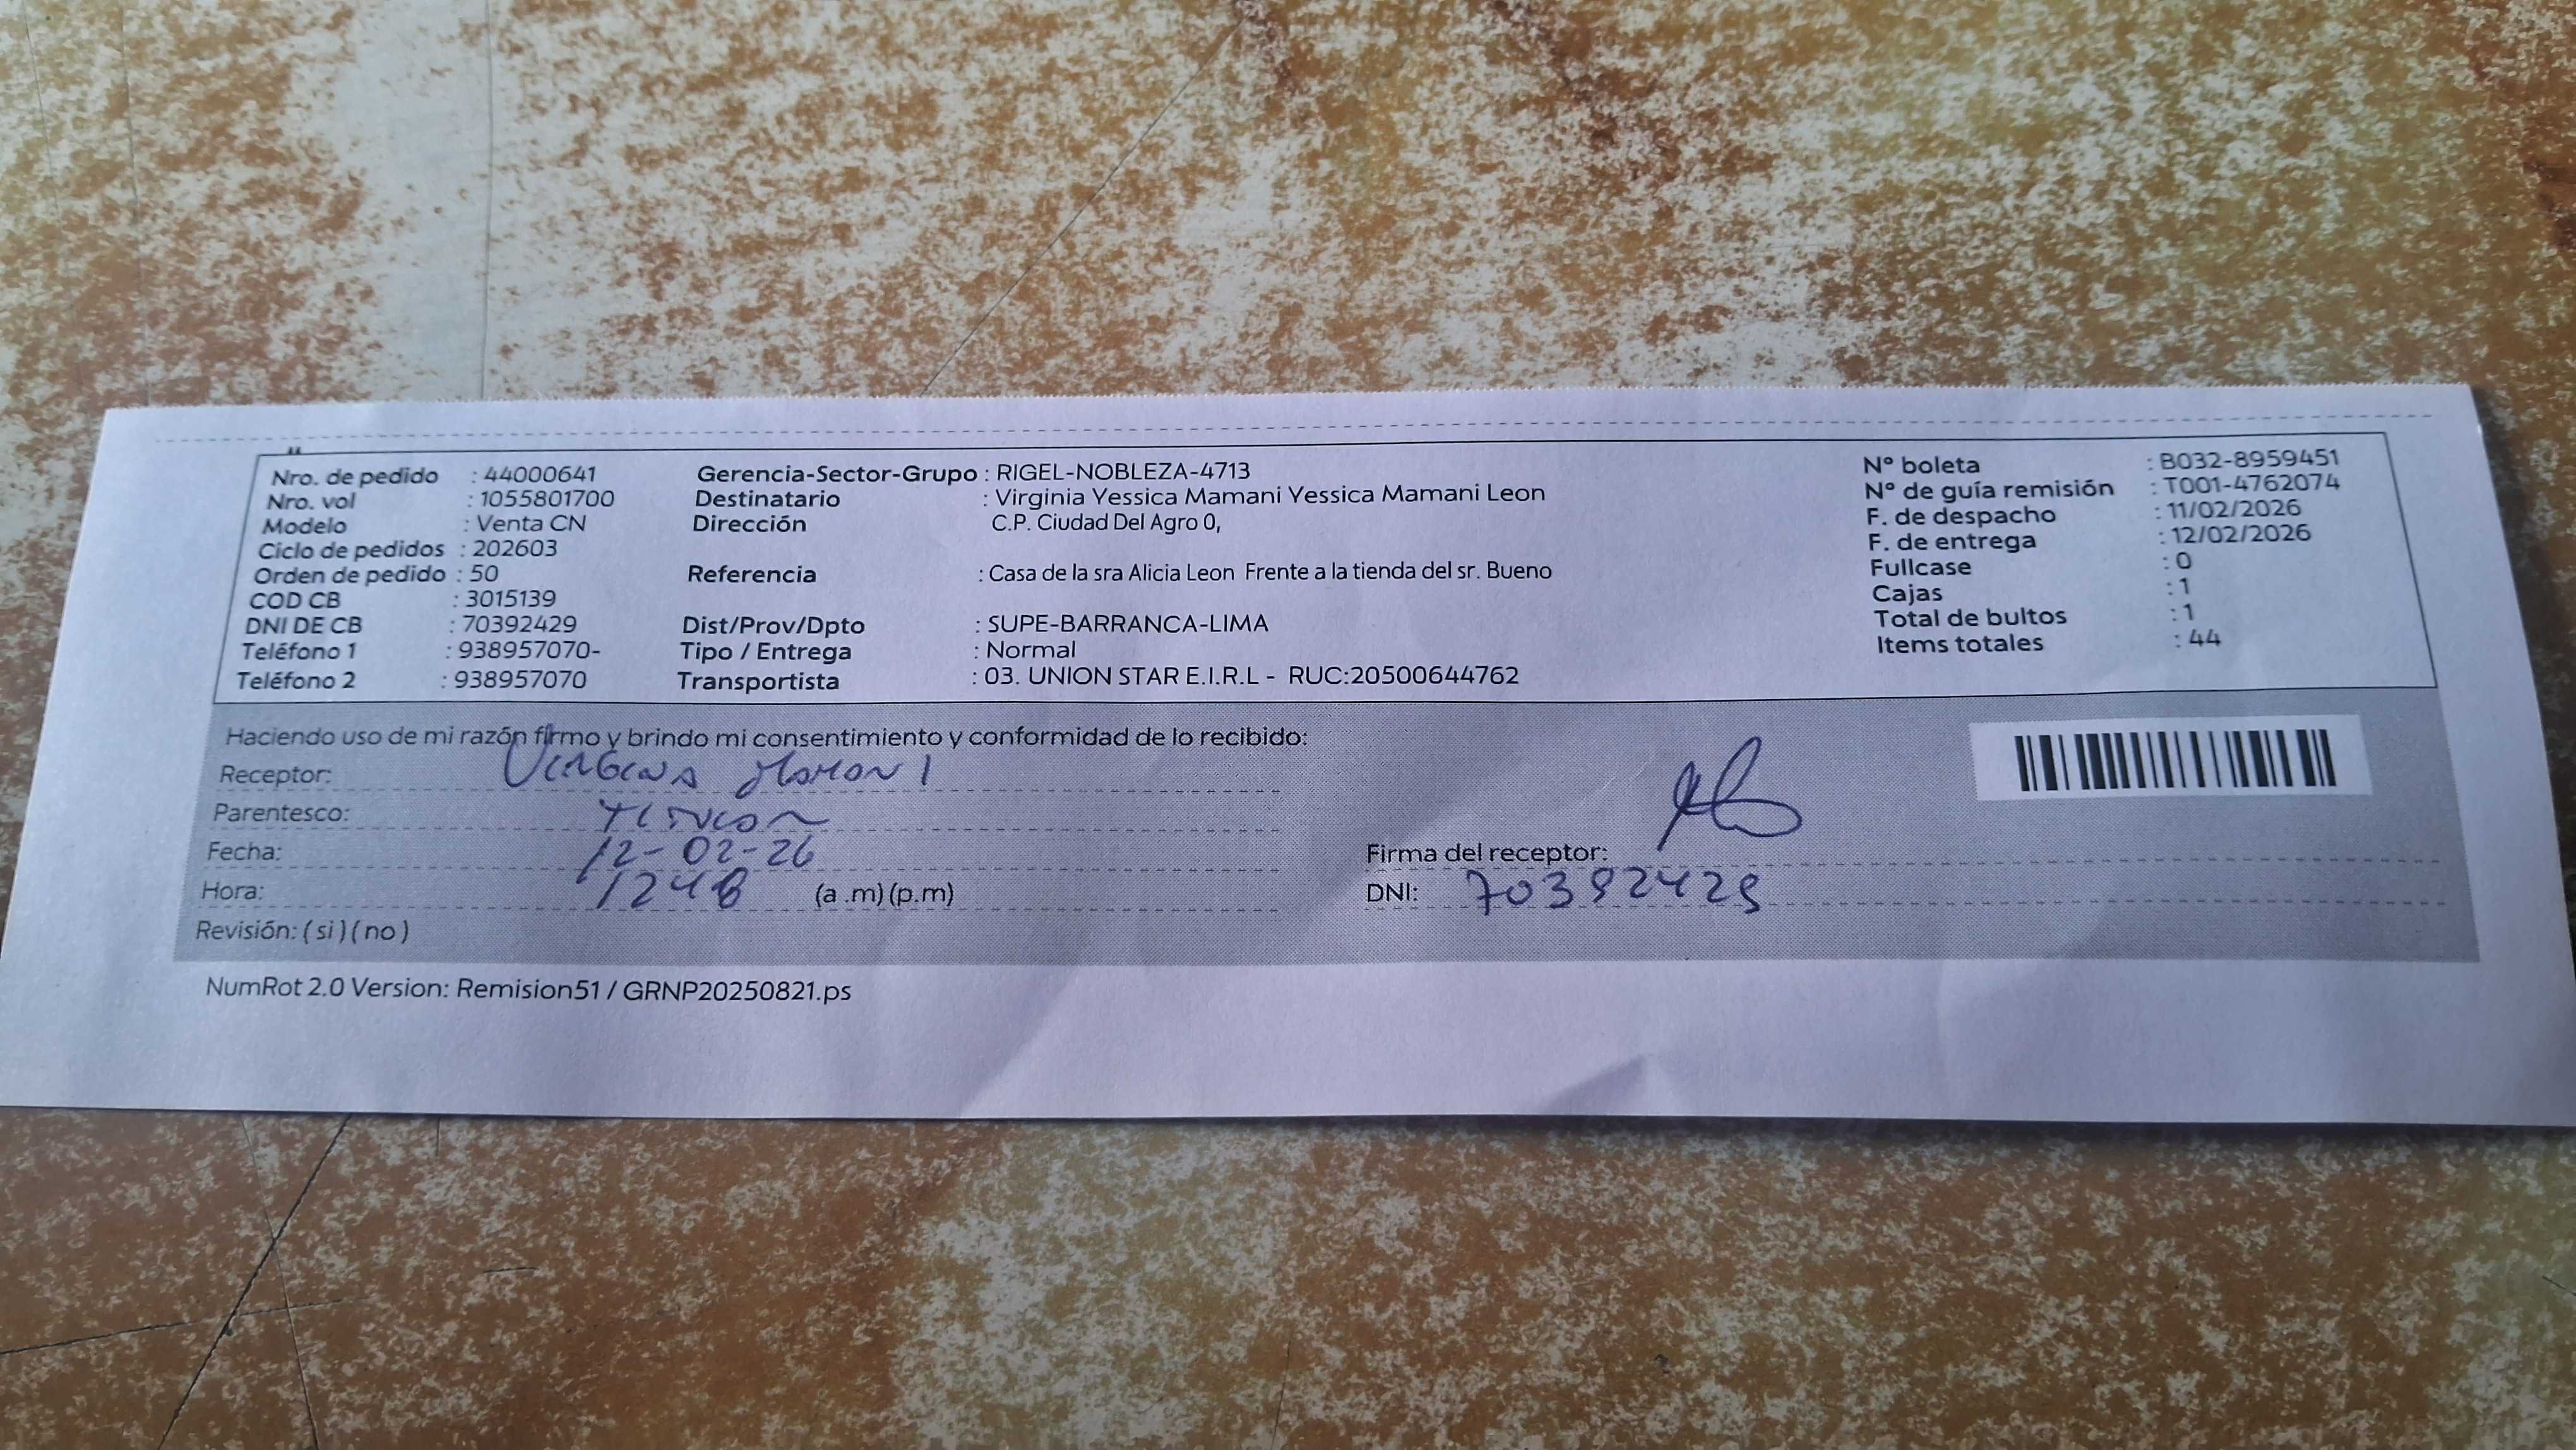 Nro. de pedido : 44000641
Nro. vol : 1055801700
Modelo : Venta CN
Ciclo de pedidos : 202603
Orden de pedido : 50
COD CB : 3015139
DNI DE CB : 70392429
Teléfono 1 : 938957070-
Teléfono 2 : 938957070
Gerencia-Sector-Grupo : RIGEL-NOBLEZA-4713
Destinatario : Virginia Yessica Mamani Yessica Mamani Leon
Dirección C.P. Ciudad Del Agro 0,
Referencia : Casa de la sra Alicia Leon Frente a la tienda del sr. Bueno
Dist/Prov/Dpto : SUPE-BARRANCA-LIMA
Tipo / Entrega : Normal
Transportista : 03. UNION STAR E.I.R.L - RUC:20500644762
N° boleta : B032-8959451
N° de guía remisión : T001-4762074
F. de despacho : 11/02/2026
F. de entrega : 12/02/2026
Fullcase : 0
Cajas : 1
Total de bultos : 1
Items totales : 44
Haciendo uso de mi razón firmo y brindo mi consentimiento y conformidad de lo recibido:
Receptor: Virginia Mamani
Parentesco:
Fecha: 12-02-26
Hora: 1248 (a .m) (p.m)
Revisión: ( si ) ( no )
Firma del receptor:
DNI: 70392429
NumRot 2.0 Version: Remision51 / GRNP20250821.ps